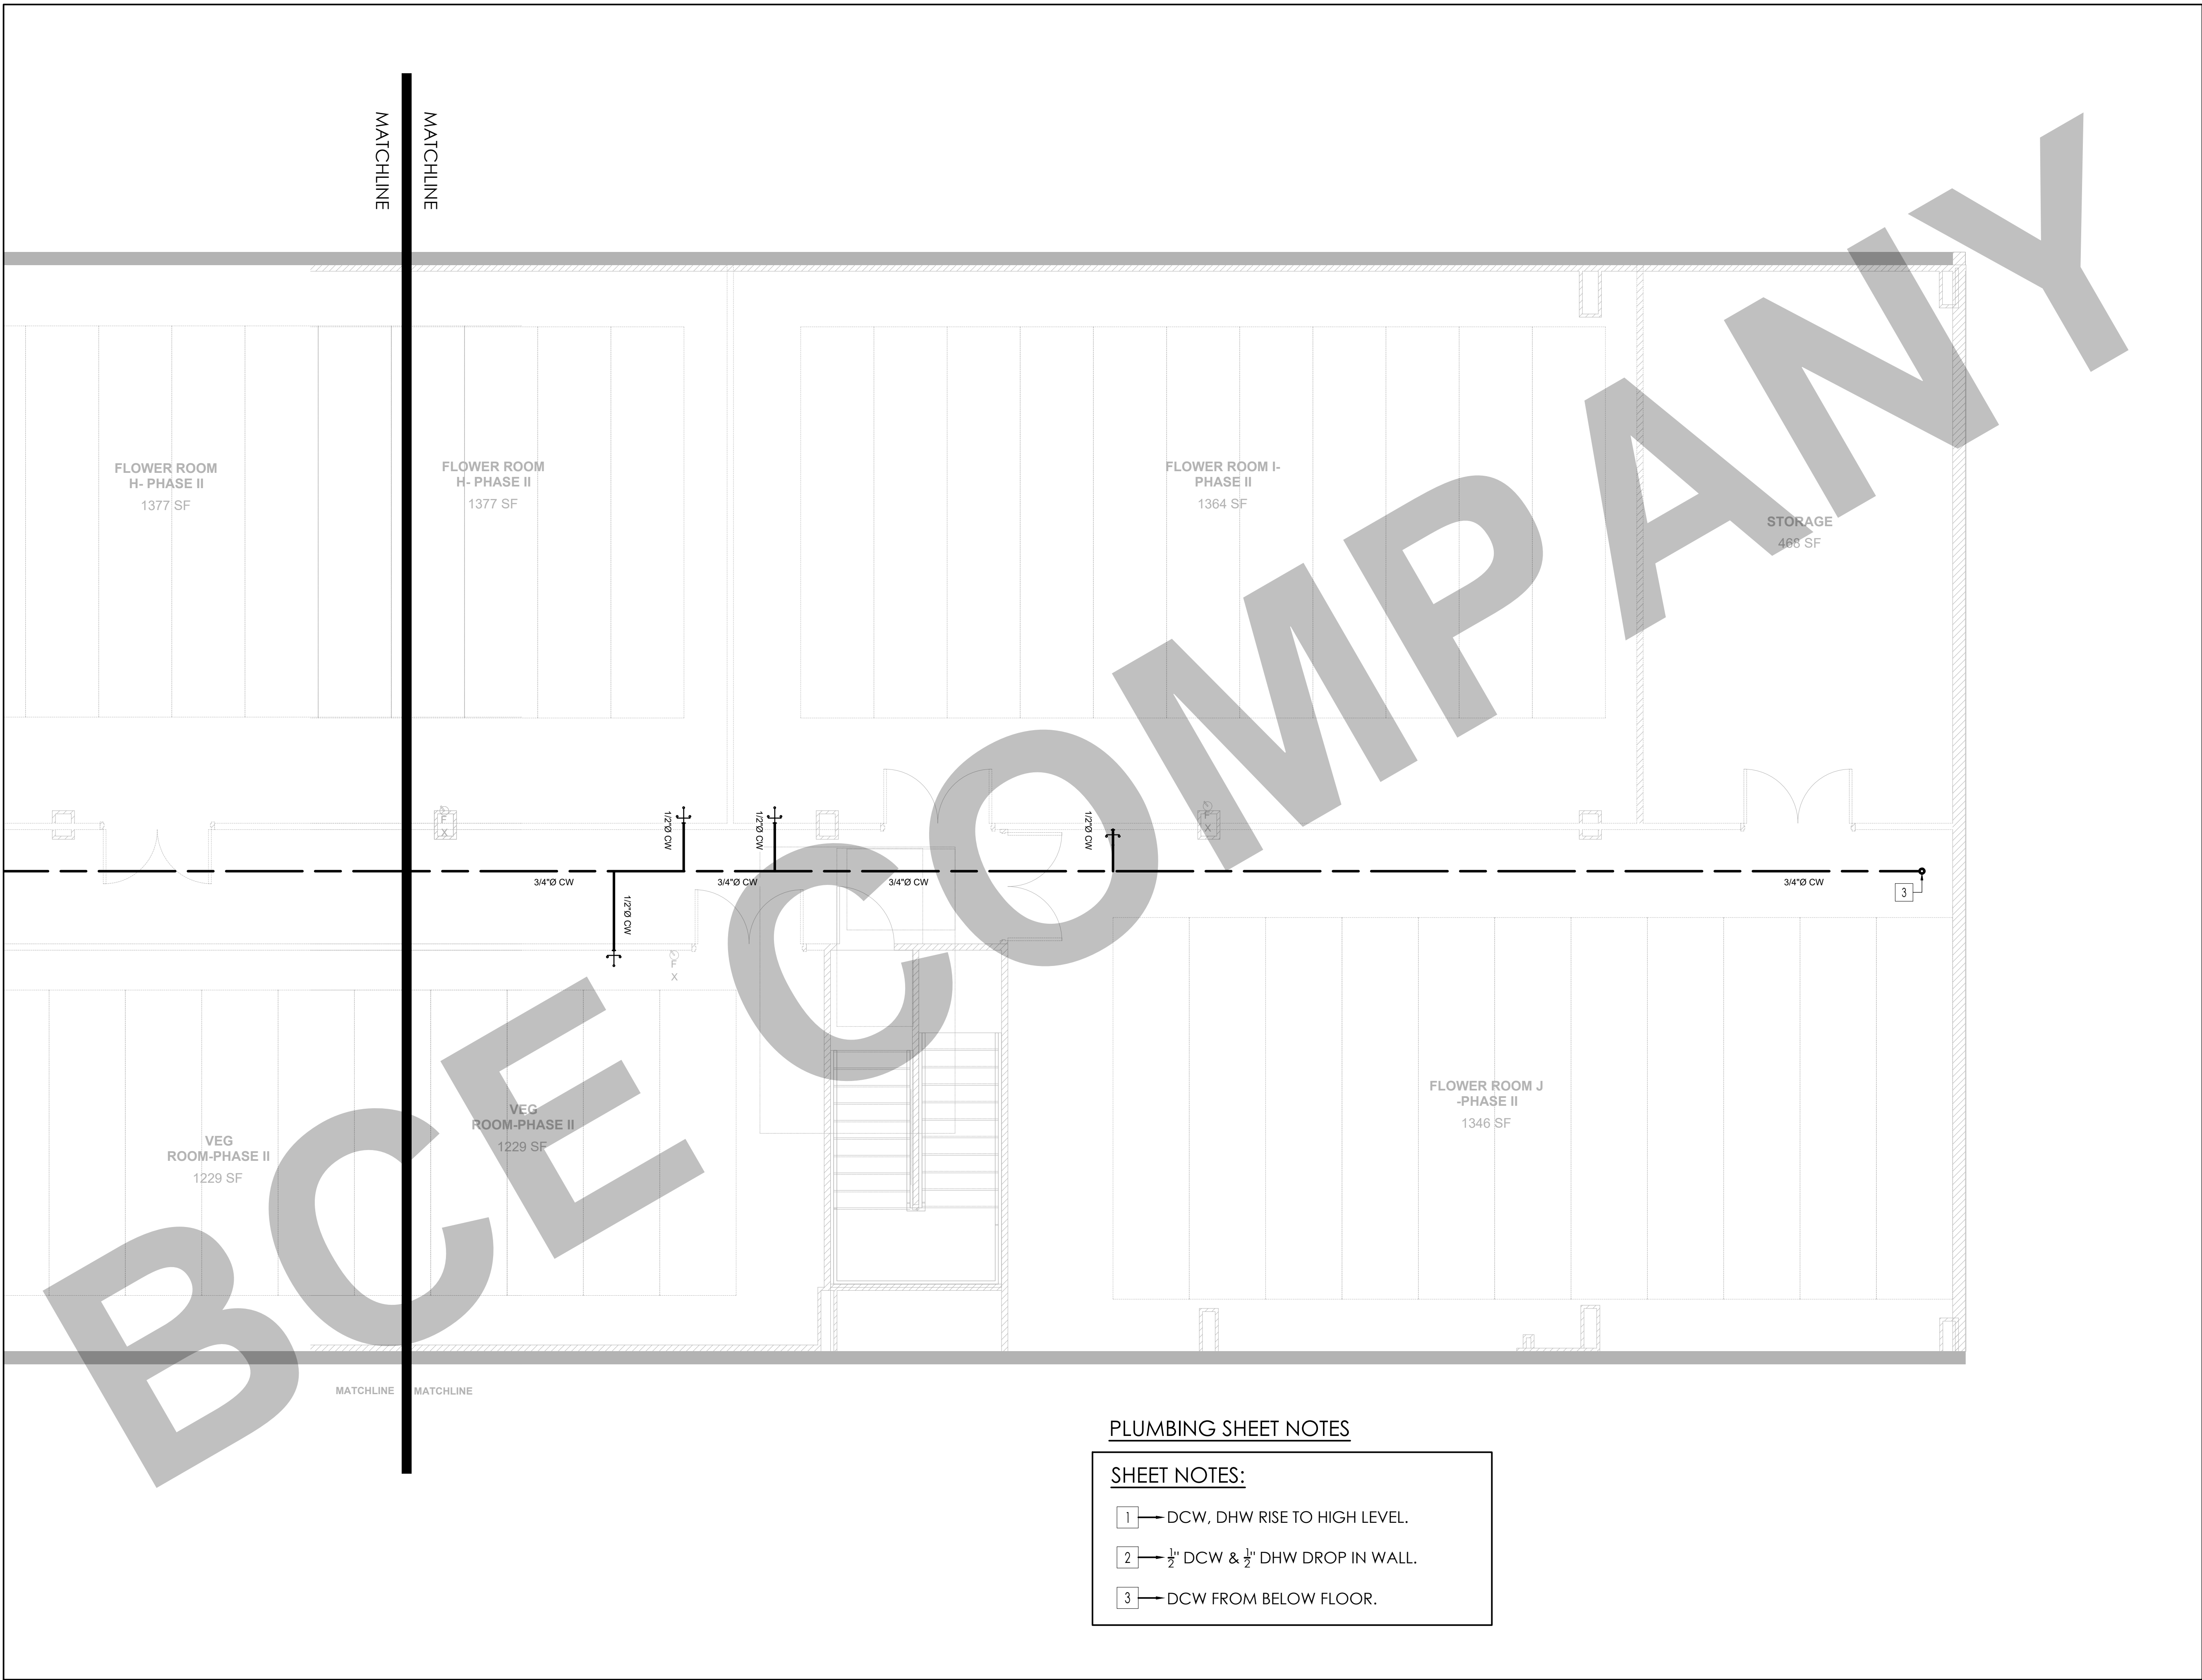 MATCHLINE
MATCHLINE
FLOWER ROOM
H- PHASE II
1377 SF
FLOWER ROOM
H- PHASE II
1377 SF
FLOWER ROOM I-
PHASE II
1364 SF
STORAGE
468 SF
F
X
F
X
1/2"Ø CW
1/2"Ø CW
1/2"Ø CW
3/4"Ø CW
3/4"Ø CW
3/4"Ø CW
3/4"Ø CW
3
1/2"Ø CW
F
X
VEG
ROOM-PHASE II
1229 SF
VEG
ROOM-PHASE II
1229 SF
FLOWER ROOM J
-PHASE II
1346 SF
MATCHLINE
MATCHLINE
BCE COMPANY
PLUMBING SHEET NOTES
SHEET NOTES:
1 DCW, DHW RISE TO HIGH LEVEL.
2 1/2" DCW & 1/2" DHW DROP IN WALL.
3 DCW FROM BELOW FLOOR.